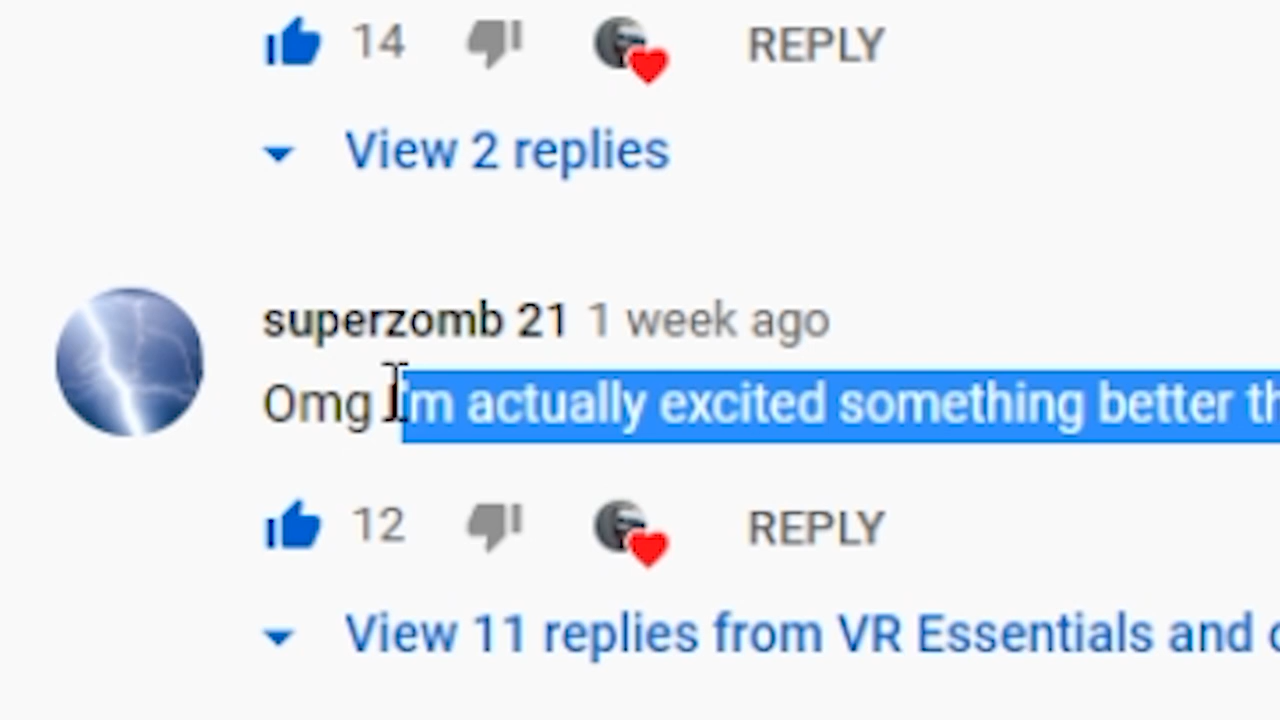 14 REPLY
View 2 replies
superzomb 21 1 week ago
Omg I'm actually excited something better th
12 REPLY
View 11 replies from VR Essentials and